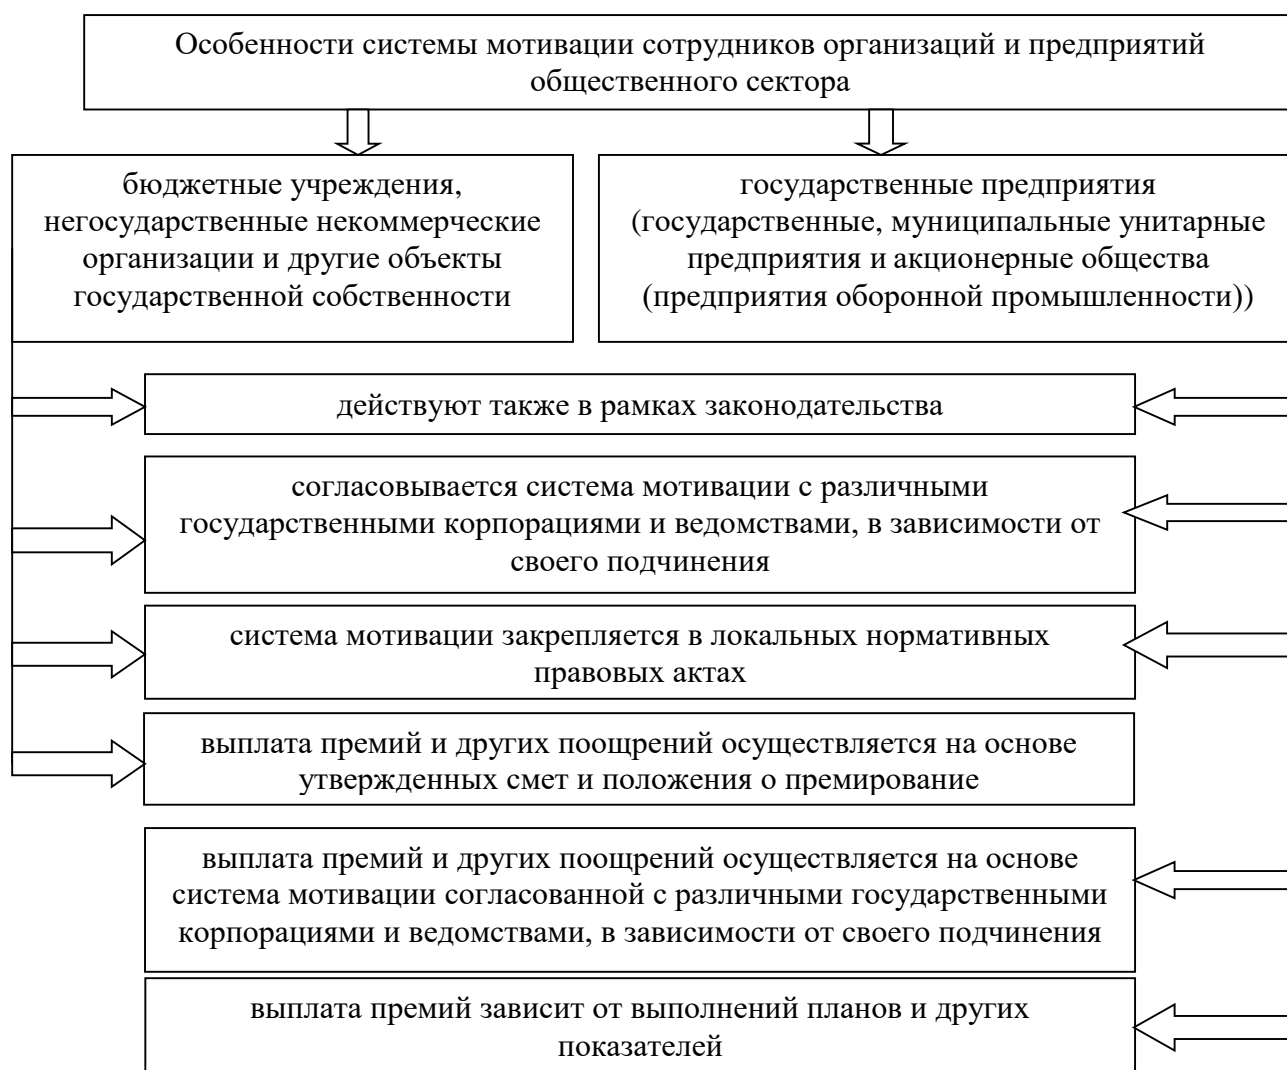 Особенности системы мотивации сотрудников организаций и предприятий
общественного сектора
бюджетные учреждения,
негосударственные некоммерческие
организации и другие объекты
государственной собственности
государственные предприятия
(государственные, муниципальные унитарные
предприятия и акционерные общества
(предприятия оборонной промышленности))
действуют также в рамках законодательства
согласовывается система мотивации с различными
государственными корпорациями и ведомствами, в зависимости от
своего подчинения
система мотивации закрепляется в локальных нормативных
правовых актах
выплата премий и других поощрений осуществляется на основе
утвержденных смет и положения о премирование
выплата премий и других поощрений осуществляется на основе
система мотивации согласованной с различными государственными
корпорациями и ведомствами, в зависимости от своего подчинения
выплата премий зависит от выполнений планов и других
показателей